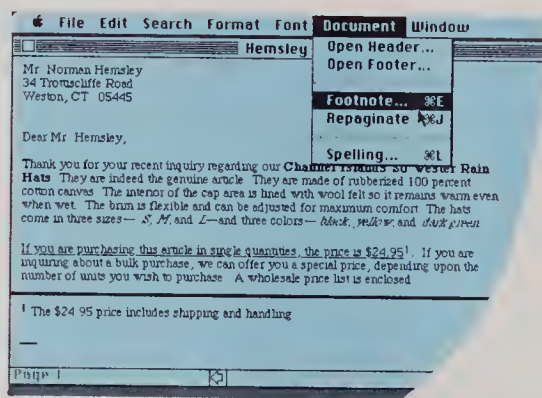 File Edit Search Format Font Document Window
Hemsley
Open Header...
Open Footer...
Footnote... ⌘E
Repaginate ⌘J
Spelling... ⌘L
Mr Norman Hemsley
34 Tromscliffe Road
Weston, CT 05445
Dear Mr Hemsley,
Thank you for your recent inquiry regarding our Channel Islands So' Wester Rain
Hats They are indeed the genuine article They are made of rubberized 100 percent
cotton canvas The interior of the cap area is lined with wool felt so it remains warm even
when wet. The brim is flexible and can be adjusted for maximum comfort The hats
come in three sizes— S, M, and L—and three colors— black, yellow, and dark green
If you are purchasing this article in single quantities, the price is $24.95¹. If you are
inquiring about a bulk purchase, we can offer you a special price, depending upon the
number of units you wish to purchase A wholesale price list is enclosed
¹ The $24 95 price includes shipping and handling
Page 1